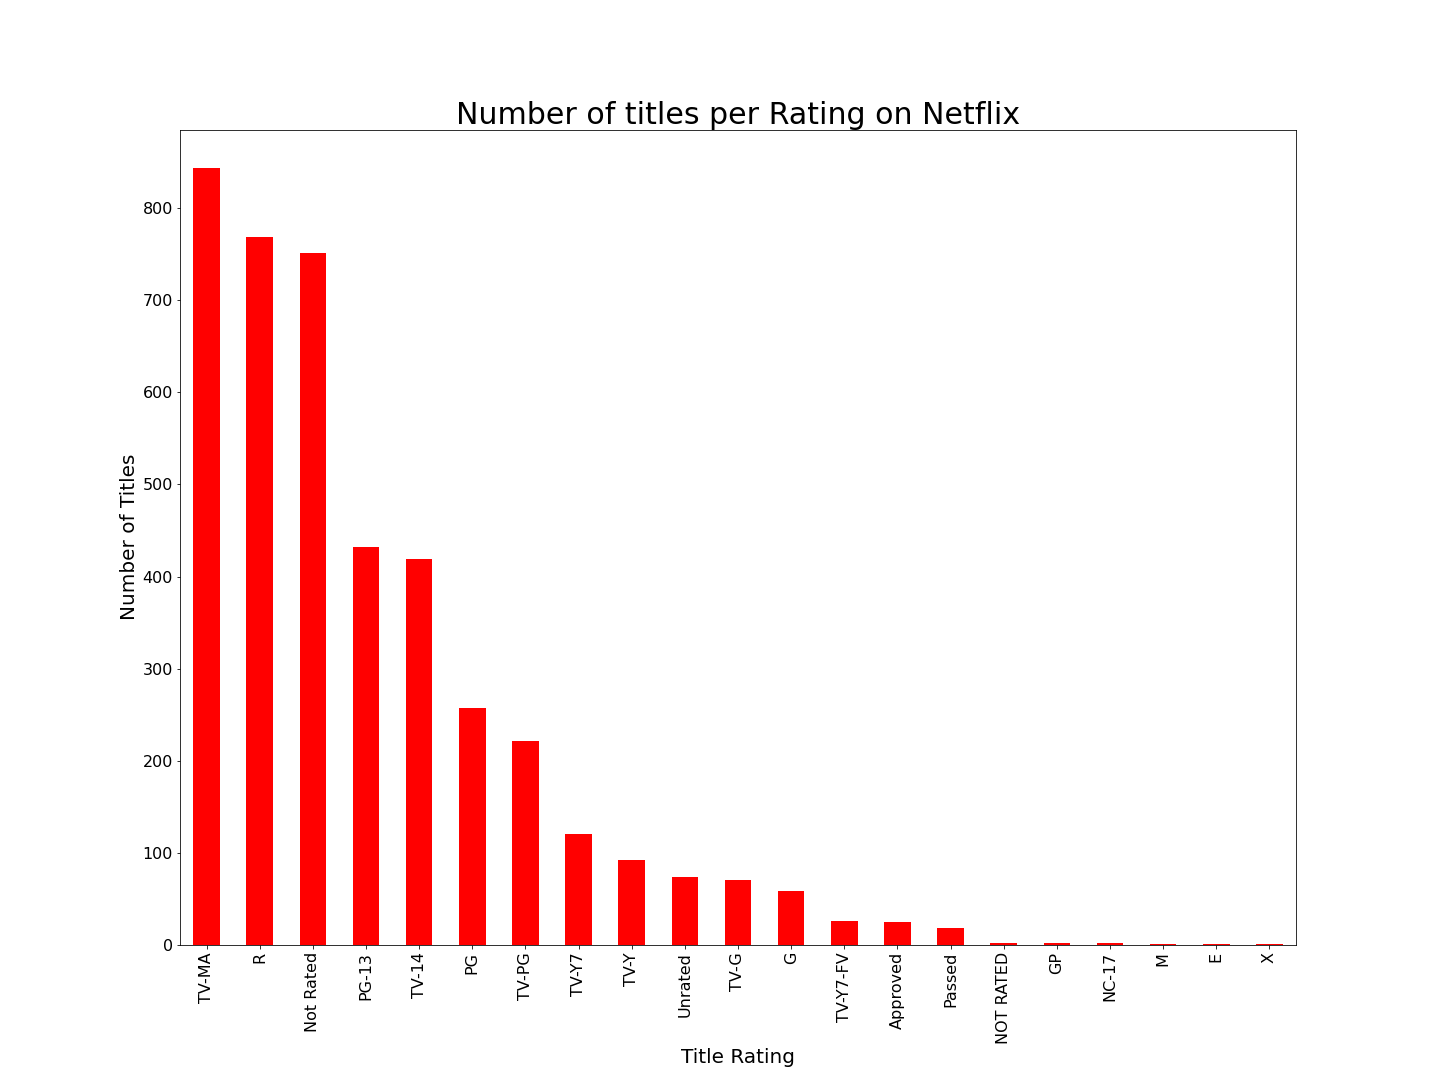 Number of titles per Rating on Netflix
800
700
600
500
400
300
200
100
0
Number of Titles
TV-MA
R
Not Rated
PG-13
TV-14
PG
TV-PG
TV-Y7
TV-Y
Unrated
TV-G
G
TV-Y7-FV
Approved
Passed
NOT RATED
GP
NC-17
M
E
X
Title Rating